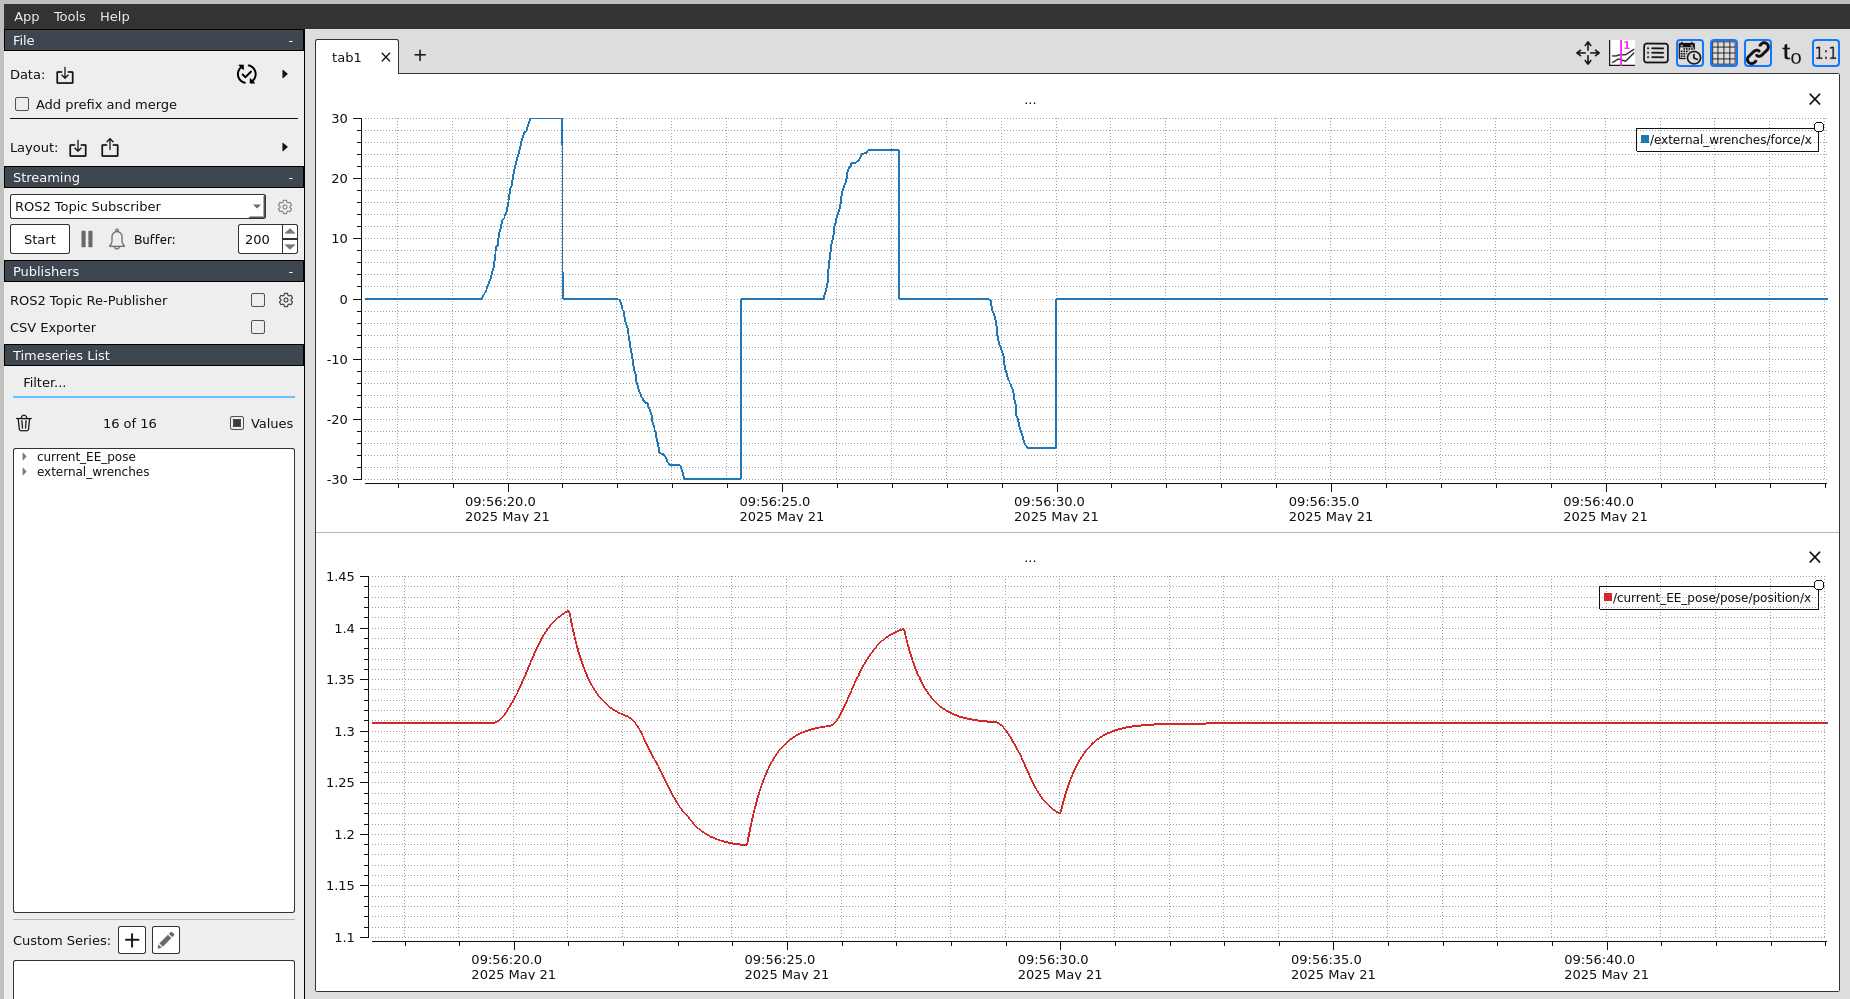 App Tools Help
File -
Data:
Add prefix and merge
Layout:
Streaming -
ROS2 Topic Subscriber
Start Buffer: 200
Publishers -
ROS2 Topic Re-Publisher
CSV Exporter
Timeseries List
Filter...
16 of 16 Values
current_EE_pose
external_wrenches
Custom Series:
tab1
1
t0
1:1
...
/external_wrenches/force/x
30
20
10
0
-10
-20
-30
09:56:20.0 09:56:25.0 09:56:30.0 09:56:35.0 09:56:40.0
2025 May 21 2025 May 21 2025 May 21 2025 May 21 2025 May 21
...
/current_EE_pose/pose/position/x
1.45
1.4
1.35
1.3
1.25
1.2
1.15
1.1
09:56:20.0 09:56:25.0 09:56:30.0 09:56:35.0 09:56:40.0
2025 May 21 2025 May 21 2025 May 21 2025 May 21 2025 May 21